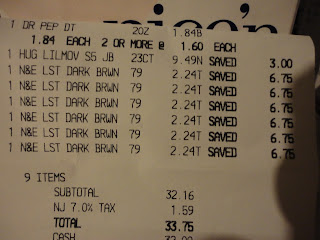 nice'n
1 DR PEP DT 20Z 1.84B
1.84 EACH 2 OR MORE @ 1.60 EACH
1 HUG LILMOV S5 JB 23CT 9.49N SAVED 3.00
1 N&E LST DARK BRWN 79 2.24T SAVED 6.75
1 N&E LST DARK BRWN 79 2.24T SAVED 6.75
1 N&E LST DARK BRWN 79 2.24T SAVED 6.75
1 N&E LST DARK BRWN 79 2.24T SAVED 6.75
1 N&E LST DARK BRWN 79 2.24T SAVED 6.75
1 N&E LST DARK BRWN 79 2.24T SAVED 6.75
9 ITEMS
SUBTOTAL 32.16
NJ 7.0% TAX 1.59
TOTAL 33.75
CASH